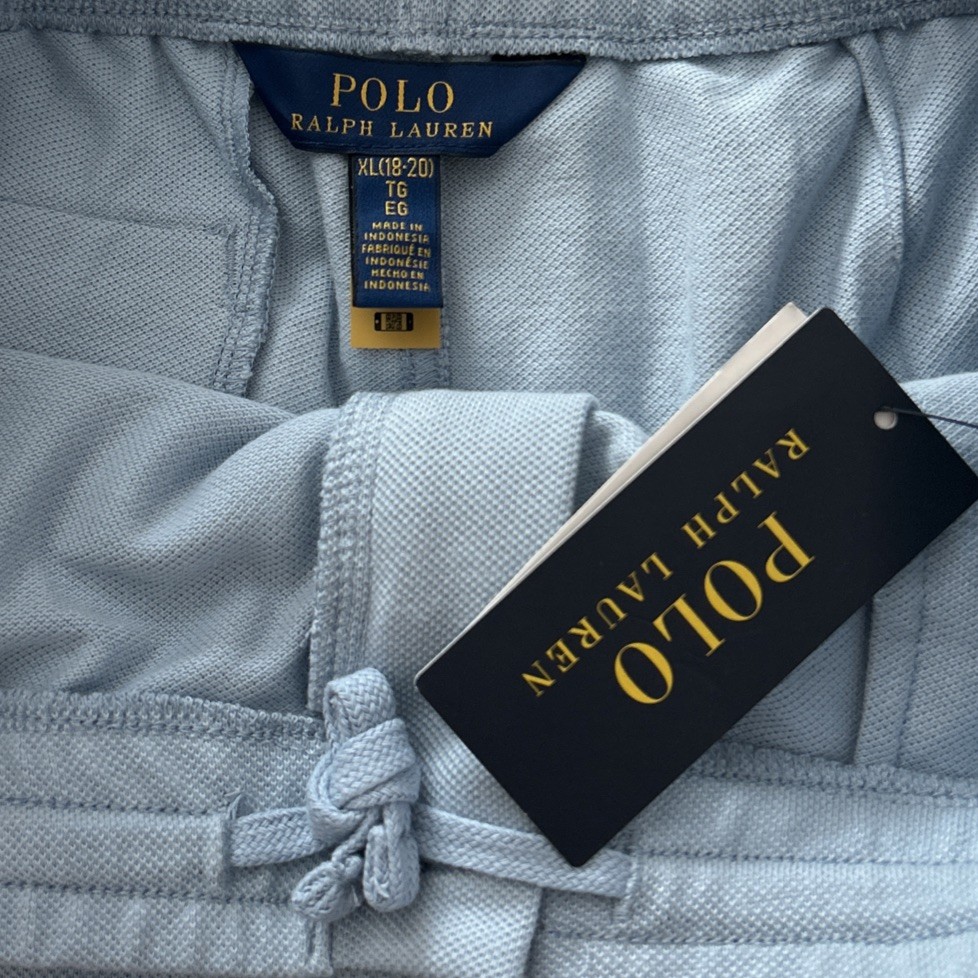 POLO
RALPH LAUREN
XL(18-20)
TG
EG
MADE IN
INDONESIA
FABRIQUÉ EN
INDONÉSIE
HECHO EN
INDONESIA
POLO
RALPH LAUREN